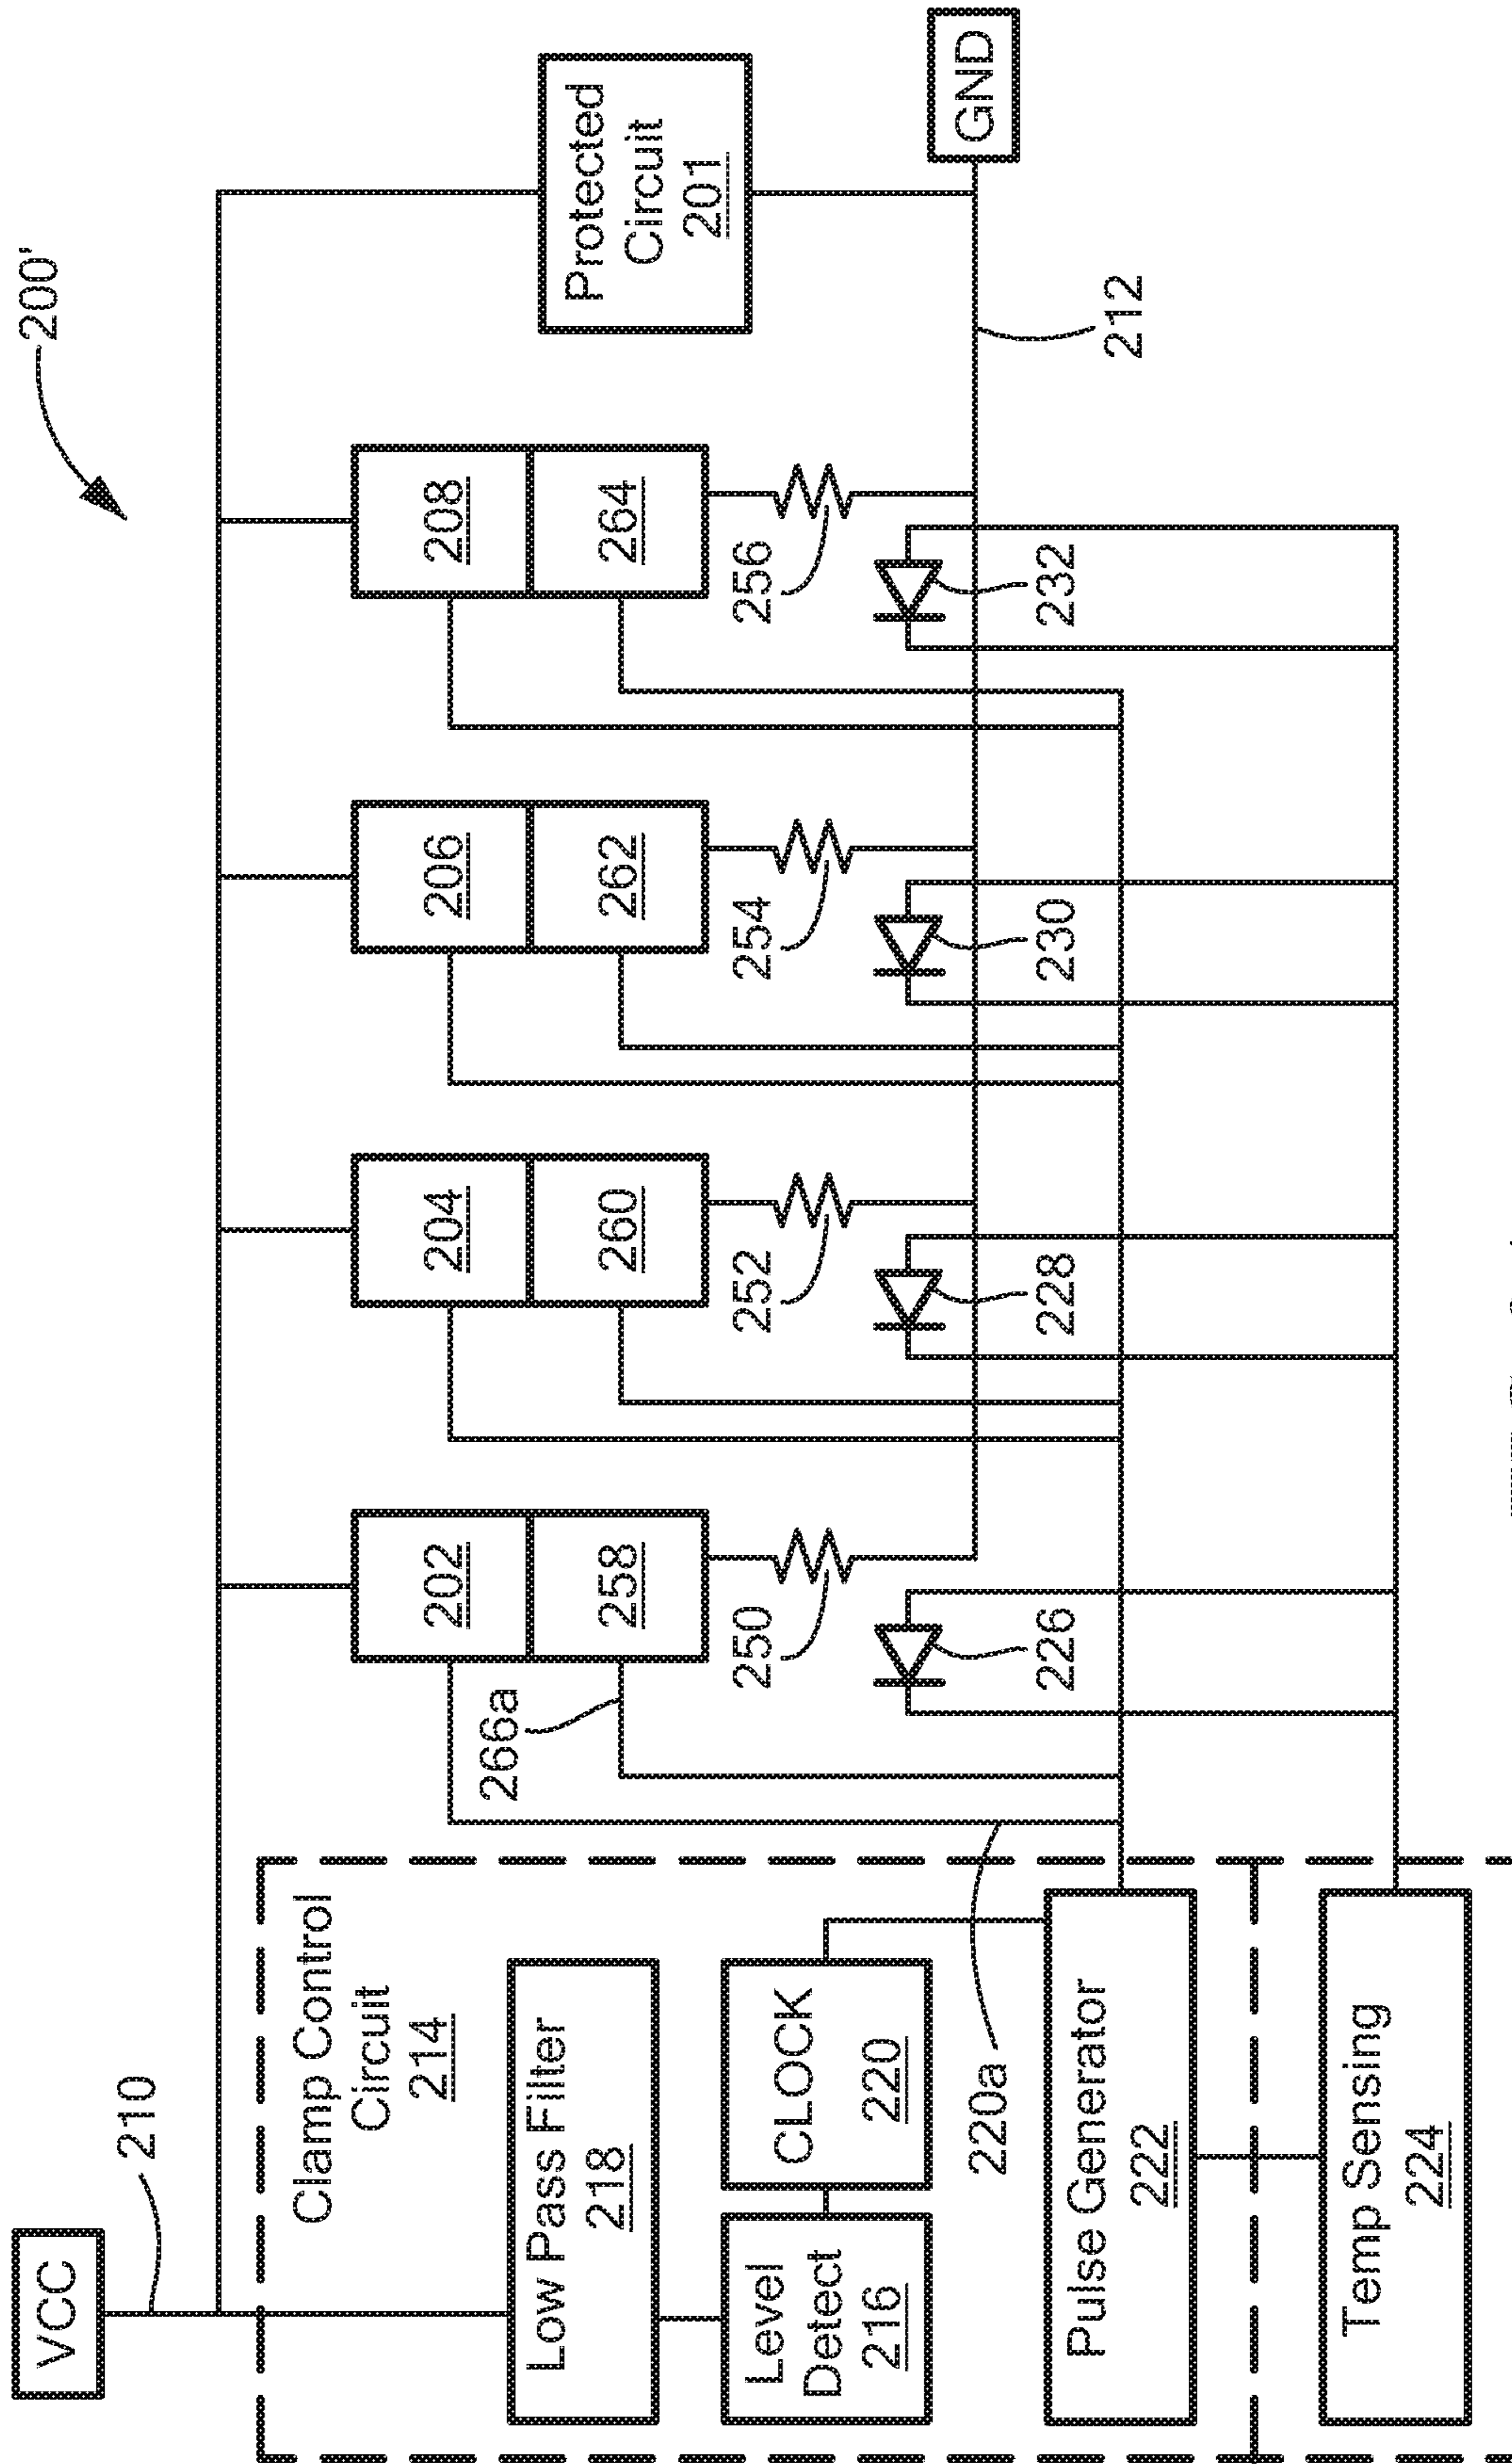 200'
VCC
210
Clamp Control
Circuit
214
Low Pass Filter
218
Level
Detect
216
CLOCK
220
220a
Pulse Generator
222
Temp Sensing
224
202
258
266a
250
226
204
260
252
228
206
262
254
230
208
264
256
232
Protected
Circuit
201
212
GND